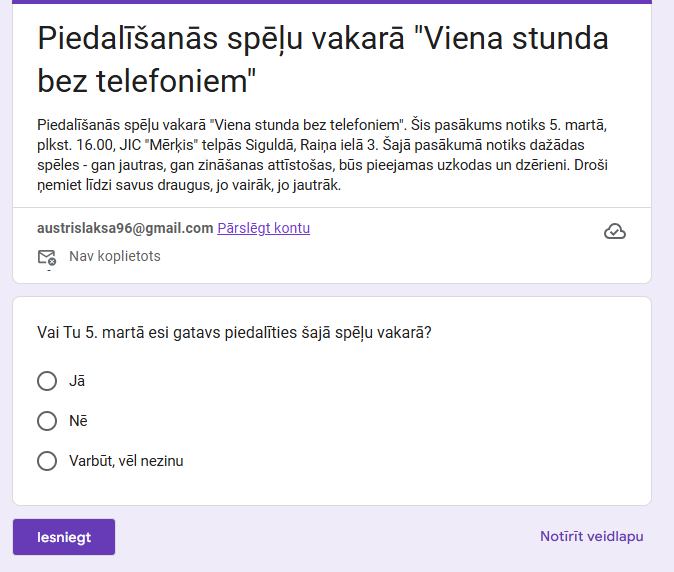 Piedalīšanās spēļu vakarā "Viena stunda
bez telefoniem"
Piedalīšanās spēļu vakarā "Viena stunda bez telefoniem". Šis pasākums notiks 5. martā,
plkst. 16.00, JIC "Mērķis" telpās Siguldā, Raiņa ielā 3. Šajā pasākumā notiks dažādas
spēles - gan jautras, gan zināšanas attīstošas, būs pieejamas uzkodas un dzērieni. Droši
ņemiet līdzi savus draugus, jo vairāk, jo jautrāk.
austrislaksa96@gmail.com Pārslēgt kontu
Nav koplietots
Vai Tu 5. martā esi gatavs piedalīties šajā spēļu vakarā?
Jā
Nē
Varbūt, vēl nezinu
Iesniegt
Notīrīt veidlapu